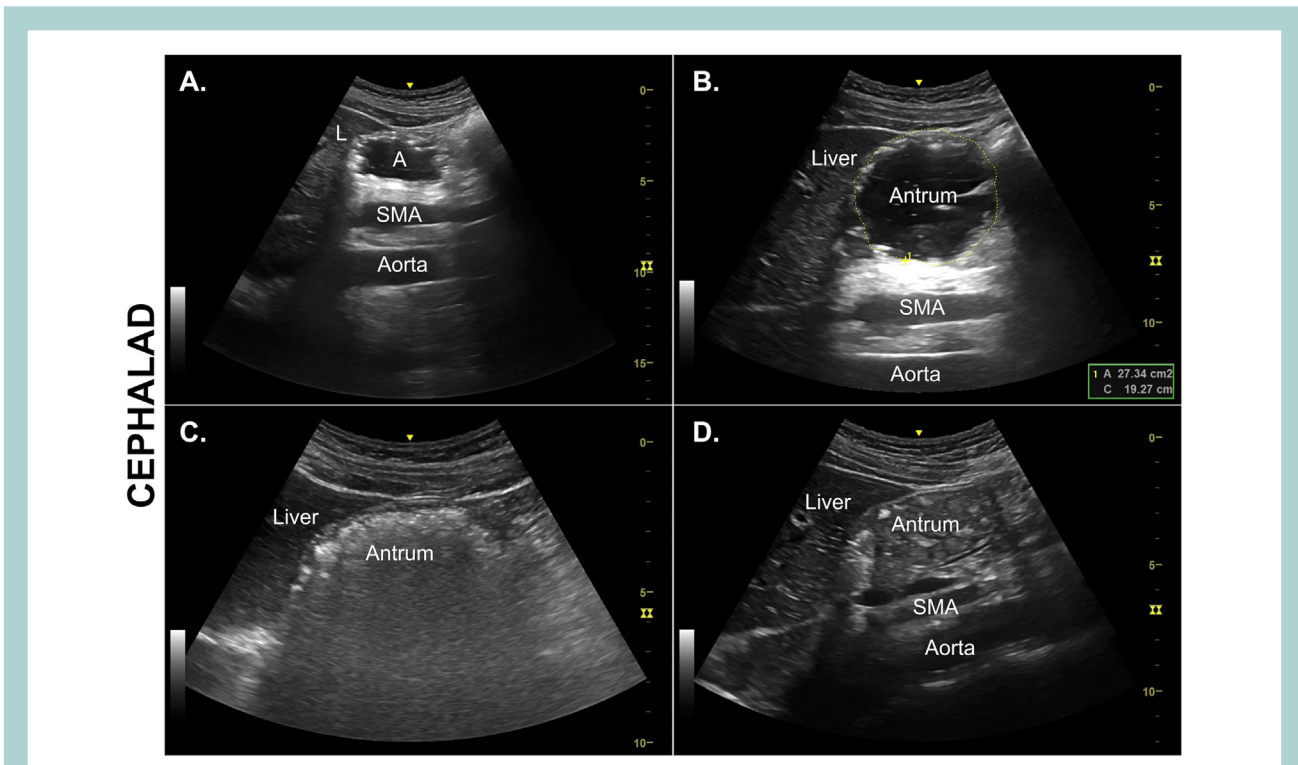 CEPHALAD
A.
L
A
SMA
Aorta
0
5
10
15
B.
Liver
Antrum
1
SMA
Aorta
0
5
10
1 A 27.34 cm2
C 19.27 cm
C.
Liver
Antrum
0
5
10
D.
Liver
Antrum
SMA
Aorta
0
5
10